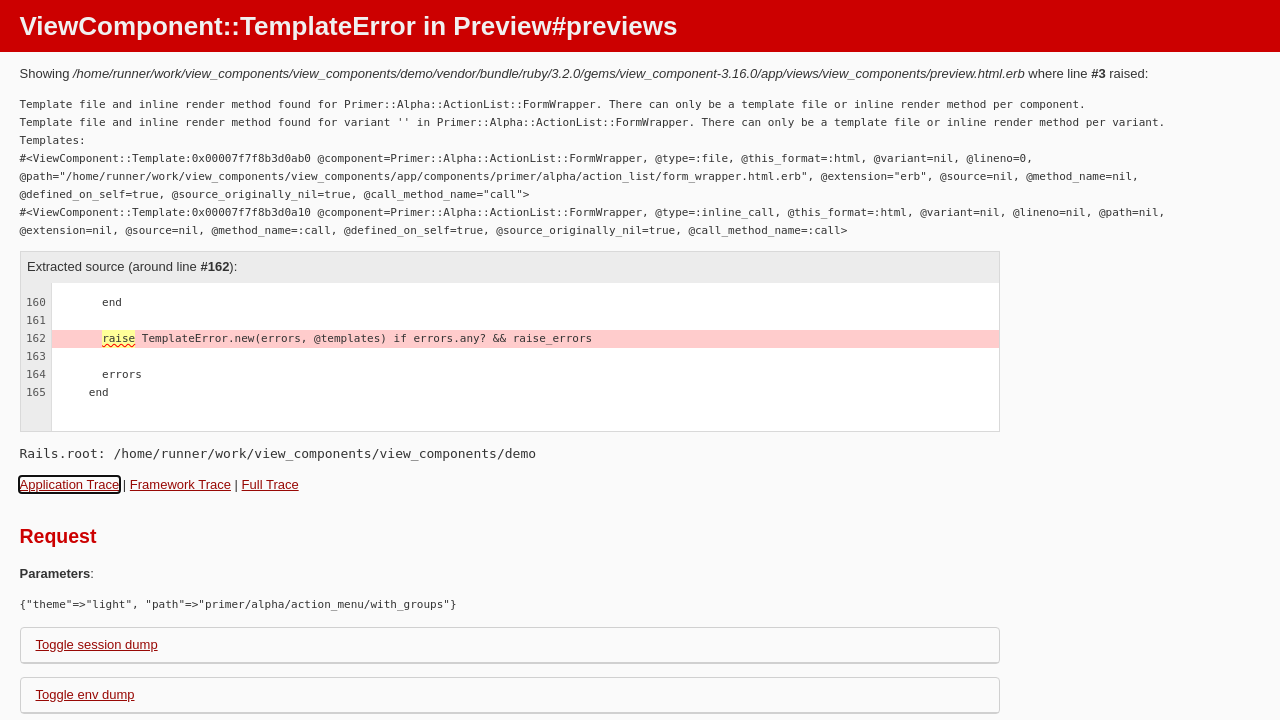 ViewComponent::TemplateError in Preview#previews
Showing /home/runner/work/view_components/view_components/demo/vendor/bundle/ruby/3.2.0/gems/view_component-3.16.0/app/views/view_components/preview.html.erb where line #3 raised:
Template file and inline render method found for Primer::Alpha::ActionList::FormWrapper. There can only be a template file or inline render method per component.
Template file and inline render method found for variant '' in Primer::Alpha::ActionList::FormWrapper. There can only be a template file or inline render method per variant.
Templates:
#<ViewComponent::Template:0x00007f7f8b3d0ab0 @component=Primer::Alpha::ActionList::FormWrapper, @type=:file, @this_format=:html, @variant=nil, @lineno=0,
@path="/home/runner/work/view_components/view_components/app/components/primer/alpha/action_list/form_wrapper.html.erb", @extension="erb", @source=nil, @method_name=nil,
@defined_on_self=true, @source_originally_nil=true, @call_method_name="call">
#<ViewComponent::Template:0x00007f7f8b3d0a10 @component=Primer::Alpha::ActionList::FormWrapper, @type=:inline_call, @this_format=:html, @variant=nil, @lineno=nil, @path=nil,
@extension=nil, @source=nil, @method_name=:call, @defined_on_self=true, @source_originally_nil=true, @call_method_name=:call>
Extracted source (around line #162):
160 end
161
162 raise TemplateError.new(errors, @templates) if errors.any? && raise_errors
163
164 errors
165 end
Rails.root: /home/runner/work/view_components/view_components/demo
Application Trace | Framework Trace | Full Trace
Request
Parameters:
{"theme"=>"light", "path"=>"primer/alpha/action_menu/with_groups"}
Toggle session dump
Toggle env dump